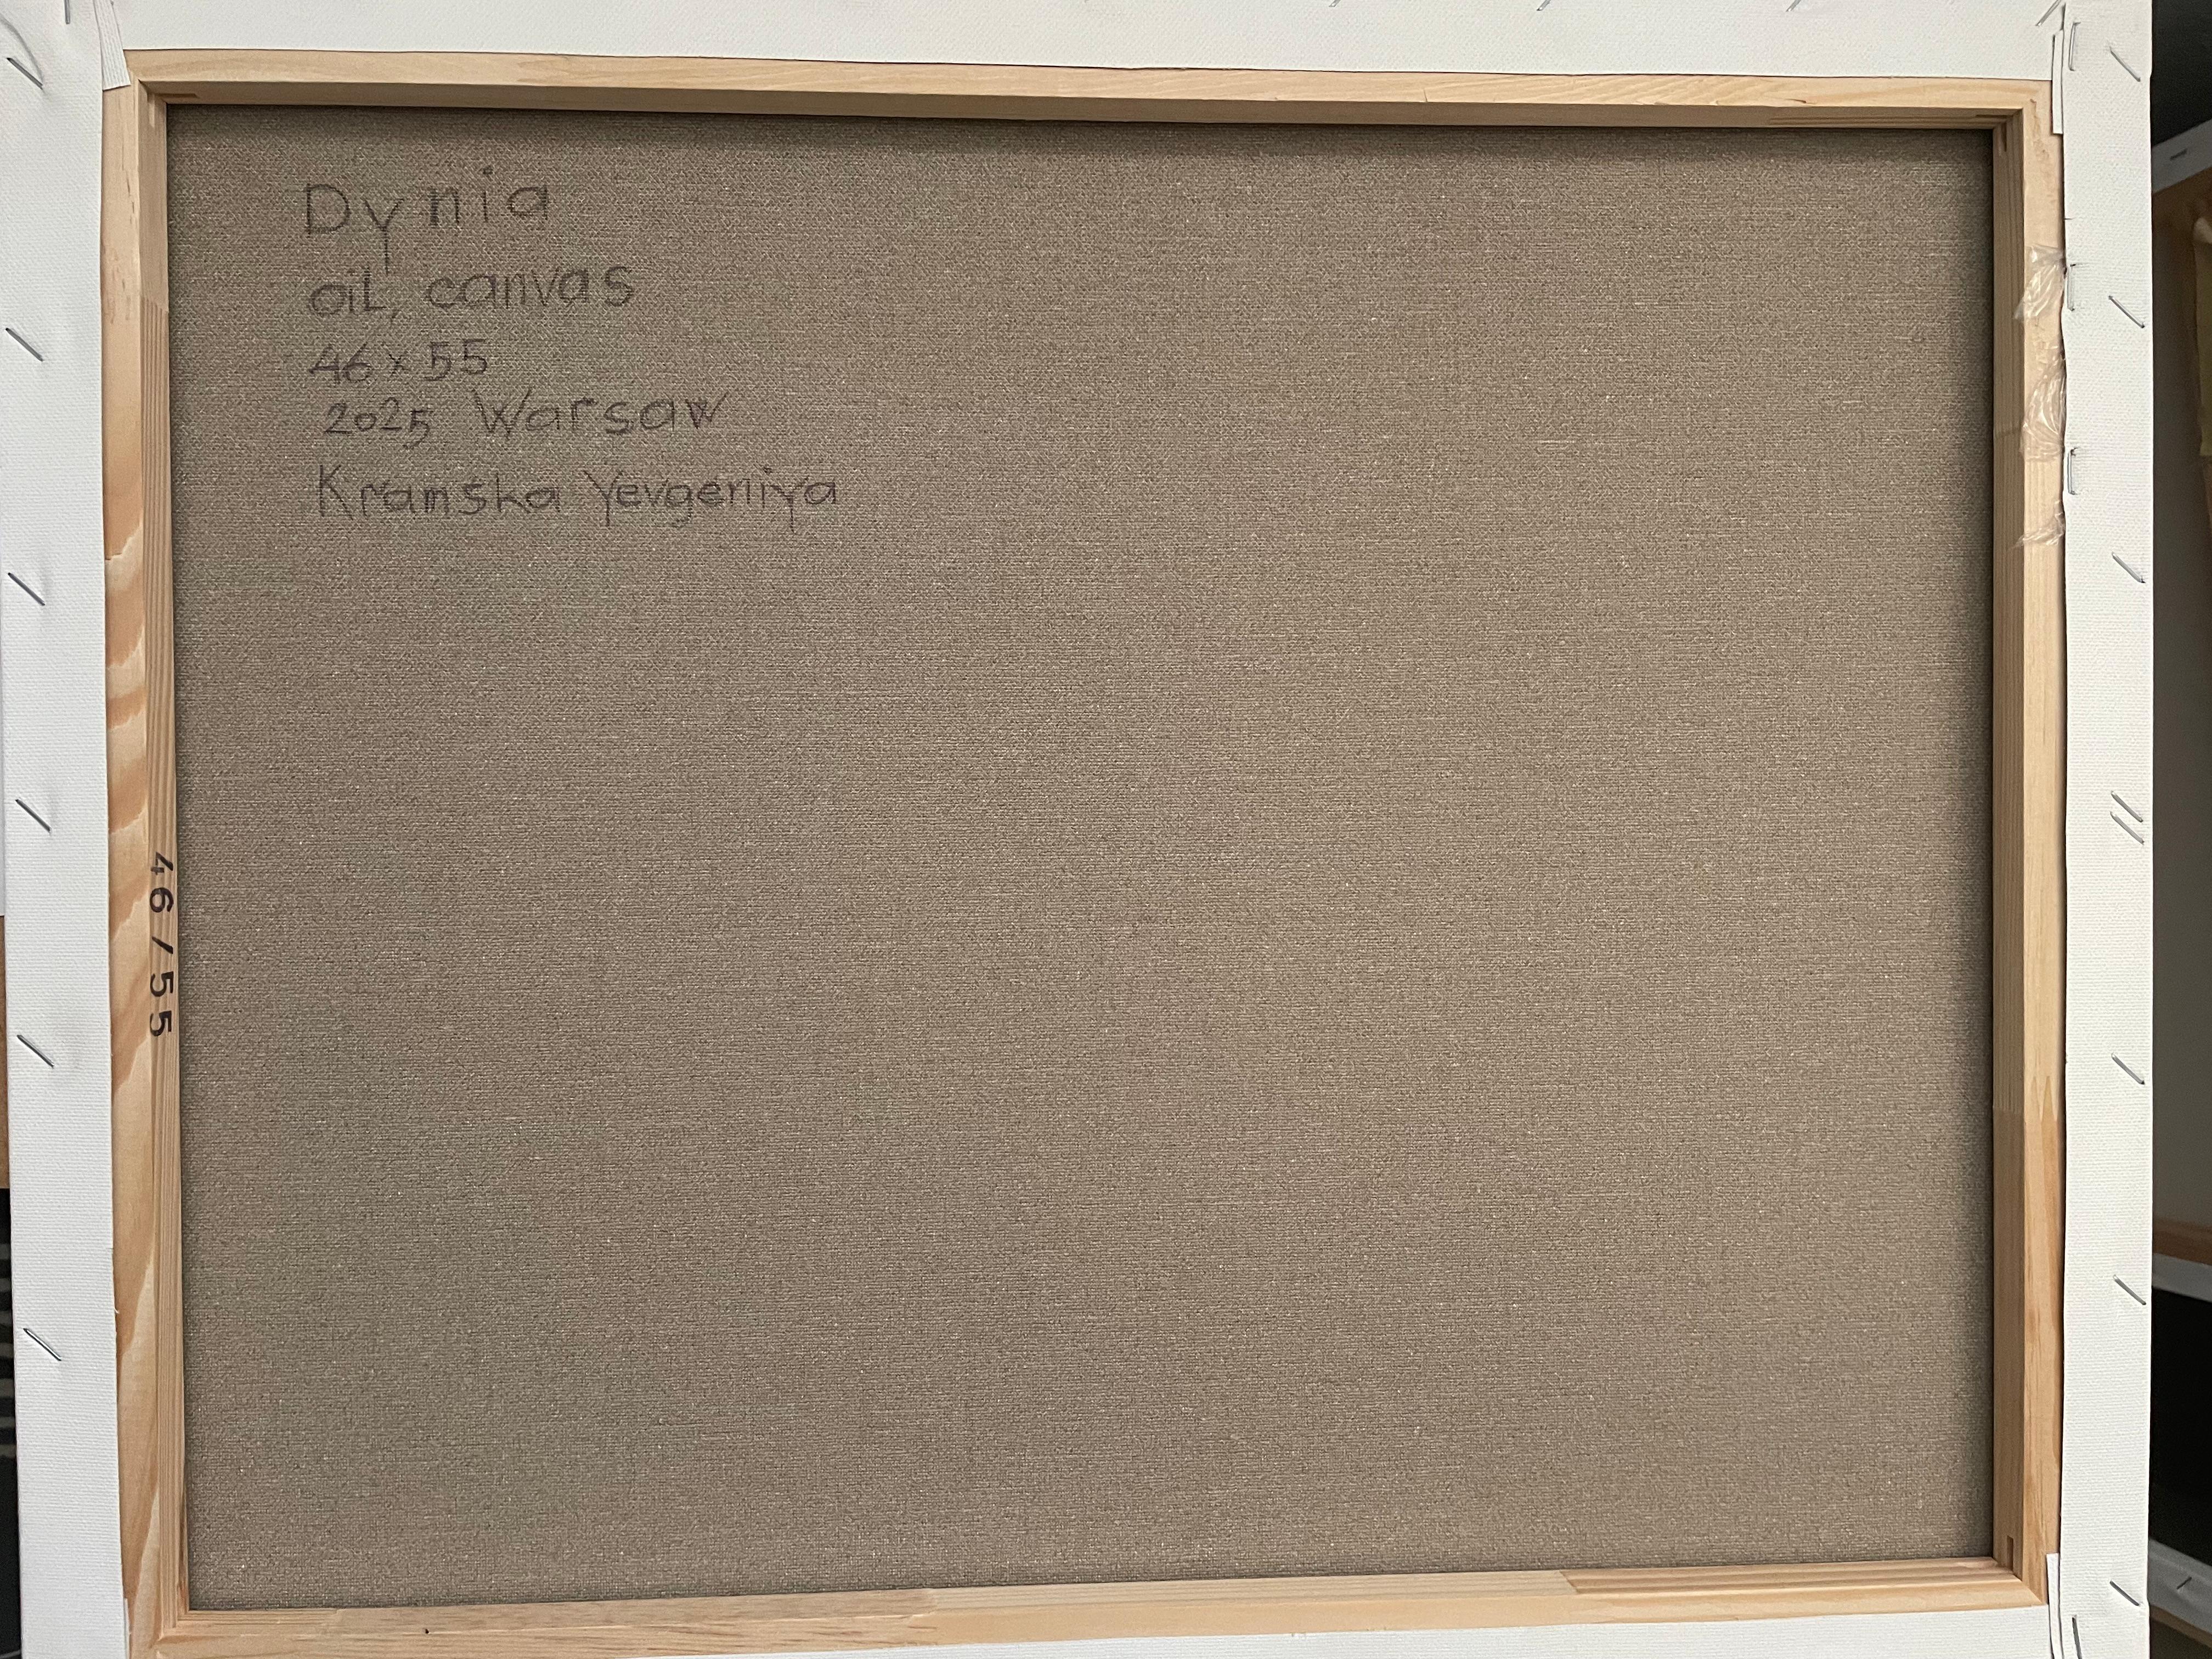 Dynia
oil, canvas
46 x 55
2025 Warsaw
Kramska Yevgeniya
46/55